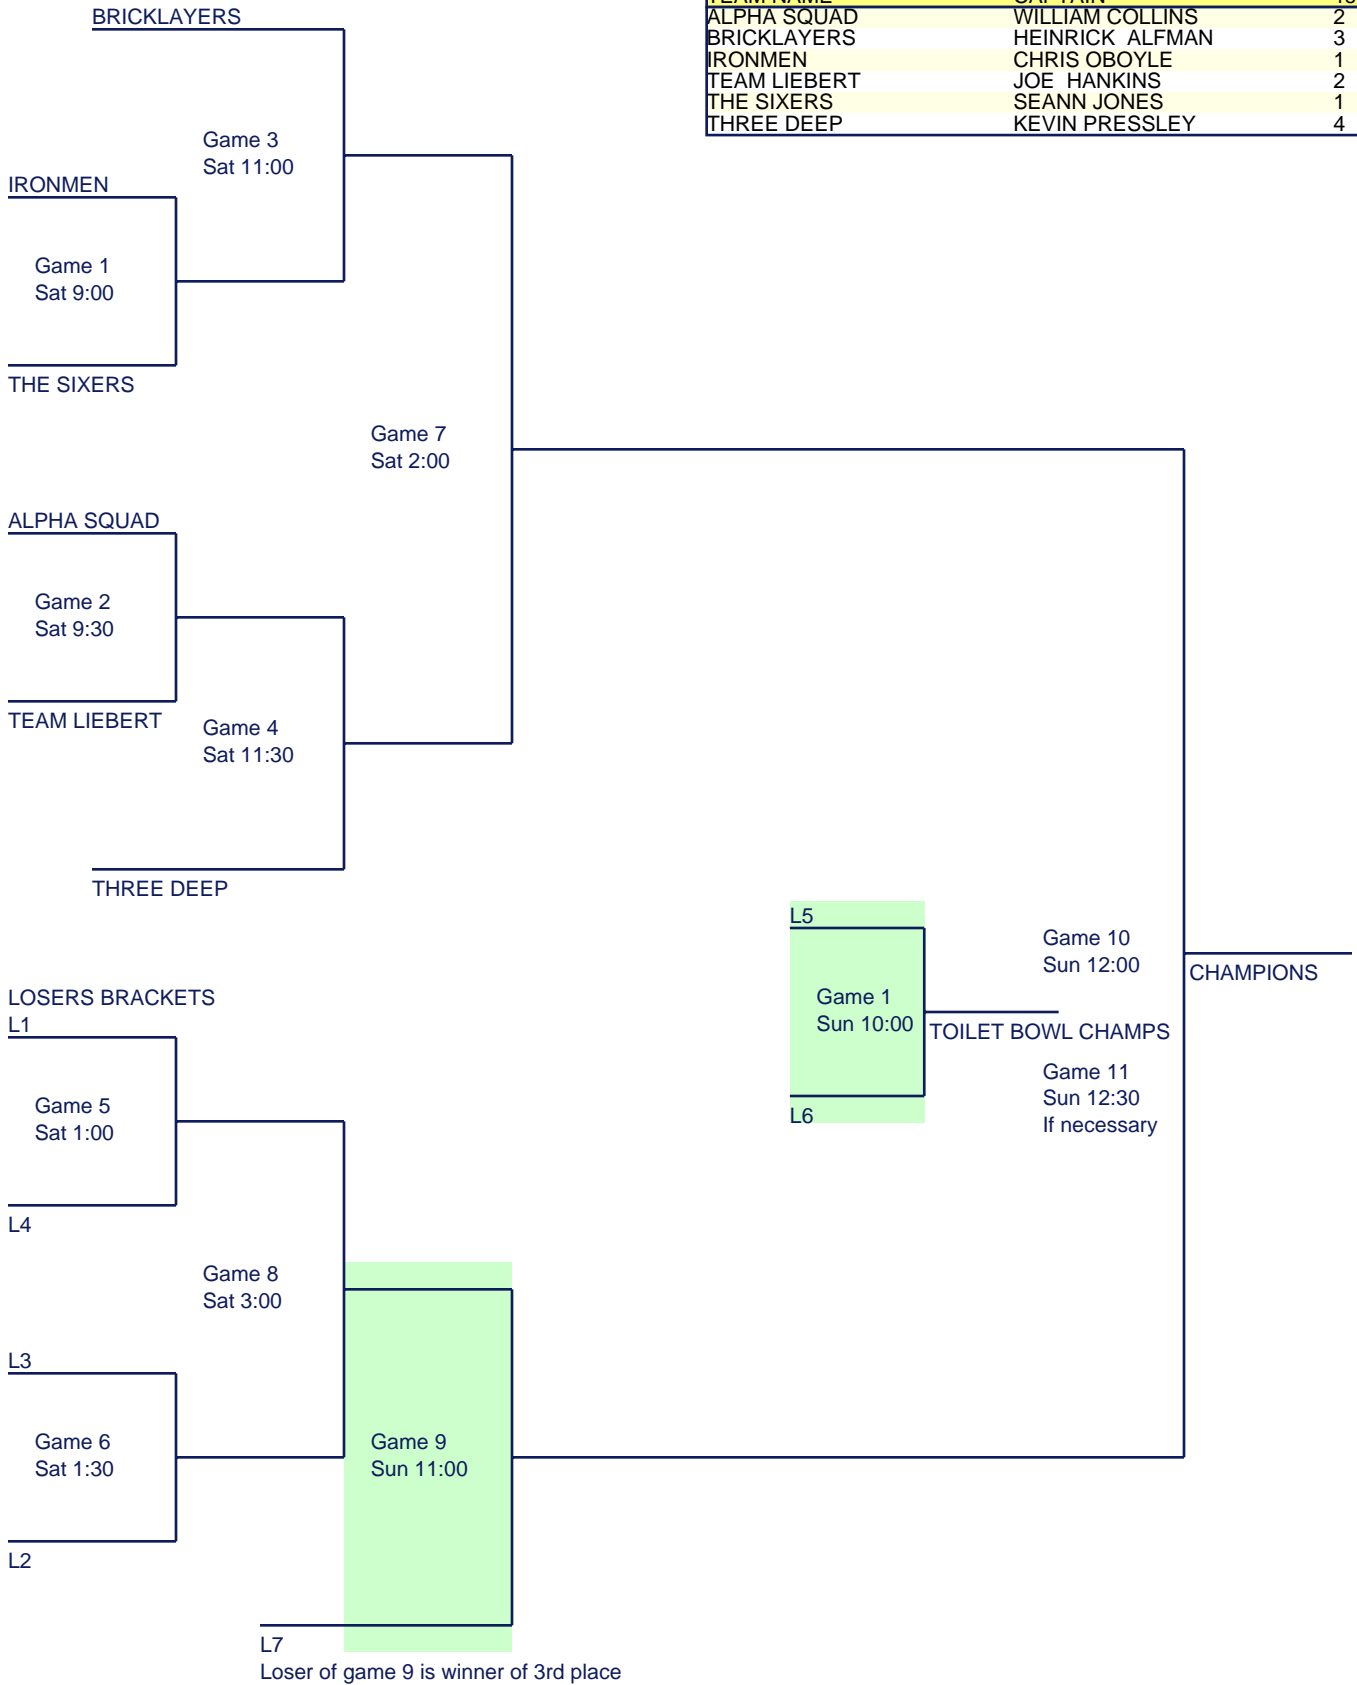 BRICKLAYERS
TEAM NAME CAPTAIN
ALPHA SQUAD WILLIAM COLLINS 2
BRICKLAYERS HEINRICK ALFMAN 3
IRONMEN CHRIS OBOYLE 1
TEAM LIEBERT JOE HANKINS 2
THE SIXERS SEANN JONES 1
THREE DEEP KEVIN PRESSLEY 4
Game 3
Sat 11:00
IRONMEN
Game 1
Sat 9:00
THE SIXERS
Game 7
Sat 2:00
ALPHA SQUAD
Game 2
Sat 9:30
TEAM LIEBERT
Game 4
Sat 11:30
THREE DEEP
L5
Game 10
Sun 12:00
CHAMPIONS
Game 1
Sun 10:00
TOILET BOWL CHAMPS
Game 11
Sun 12:30
If necessary
L6
LOSERS BRACKETS
L1
Game 5
Sat 1:00
L4
Game 8
Sat 3:00
L3
Game 6
Sat 1:30
Game 9
Sun 11:00
L2
L7
Loser of game 9 is winner of 3rd place